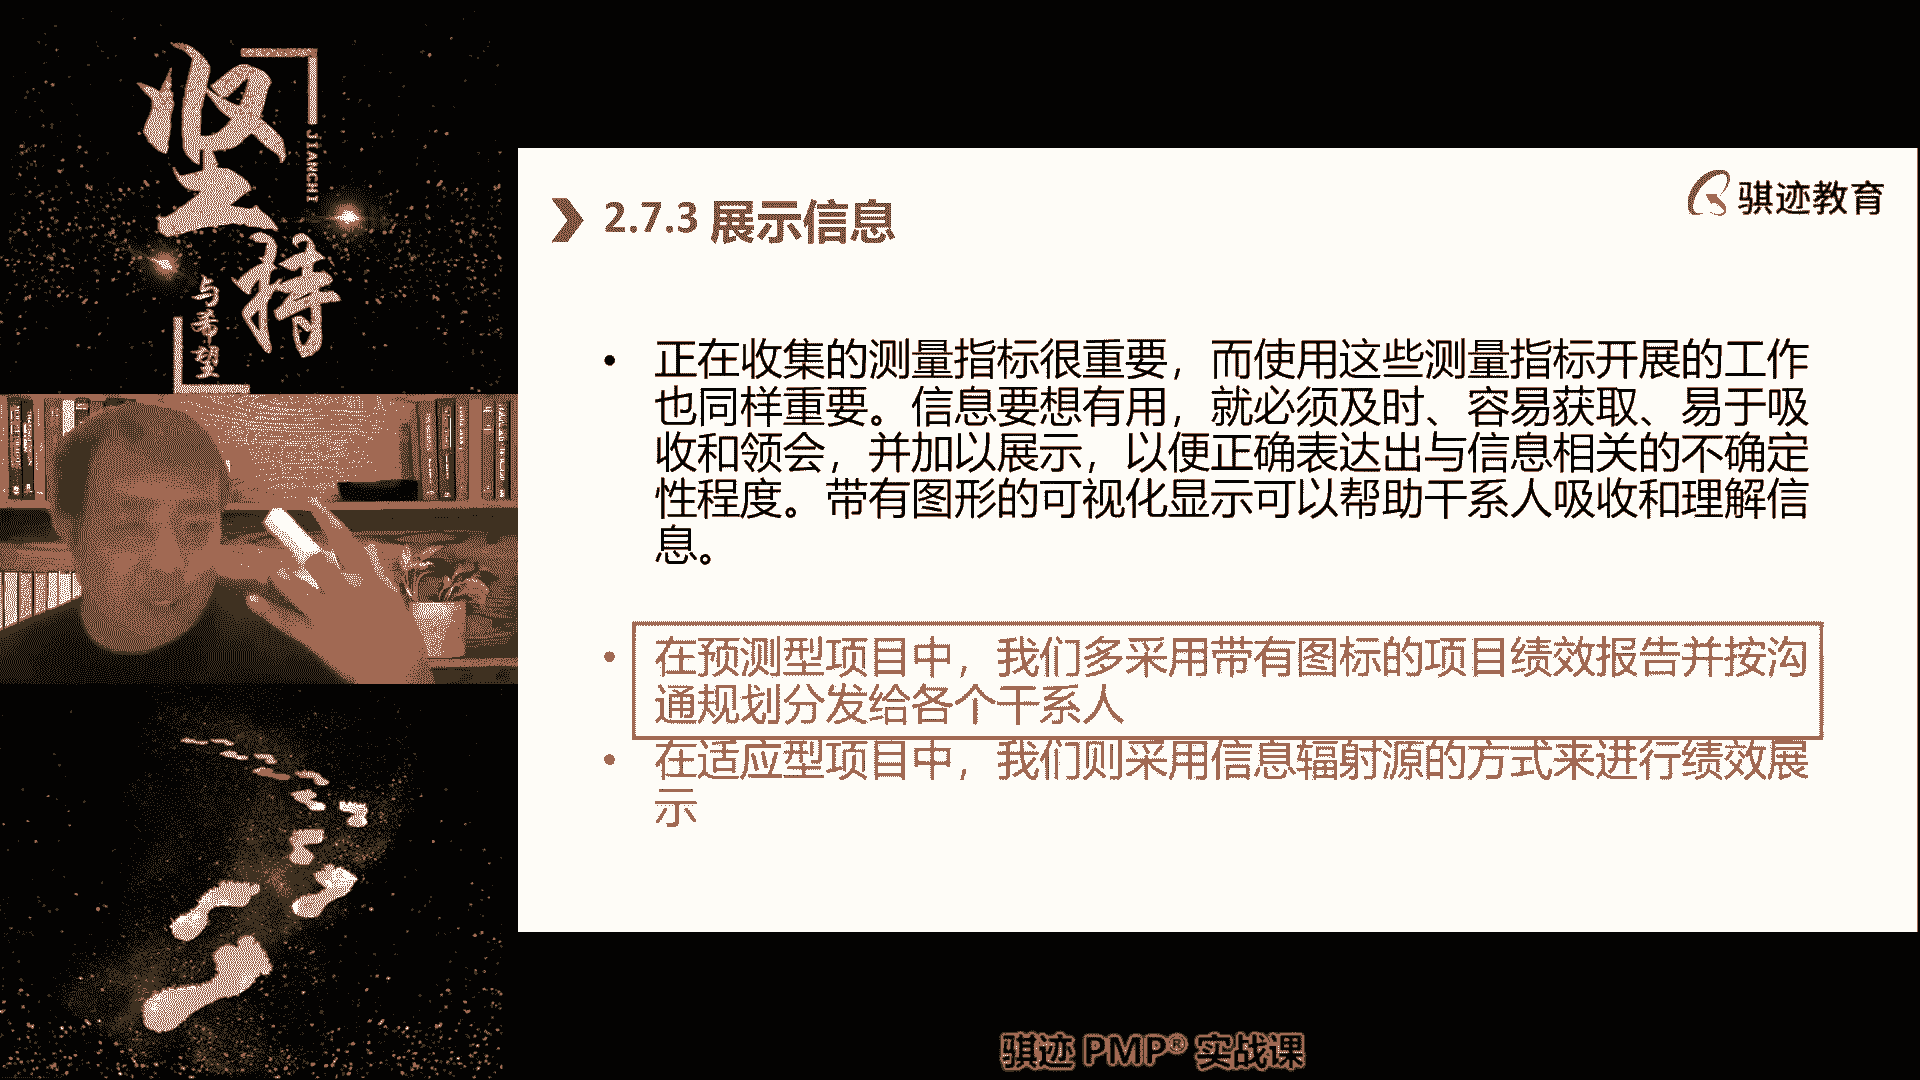 坚持
JIANCHI
与希望
骐迹教育
2.7.3 展示信息
• 正在收集的测量指标很重要，而使用这些测量指标开展的工作
也同样重要。信息要想有用，就必须及时、容易获取、易于吸
收和领会，并加以展示，以便正确表达出与信息相关的不确定
性程度。带有图形的可视化显示可以帮助干系人吸收和理解信
息。
• 在预测型项目中，我们多采用带有图标的项目绩效报告并按沟
通规划分发给各个干系人
• 在适应型项目中，我们则采用信息辐射源的方式来进行绩效展
示
骐迹 PMP® 实战课